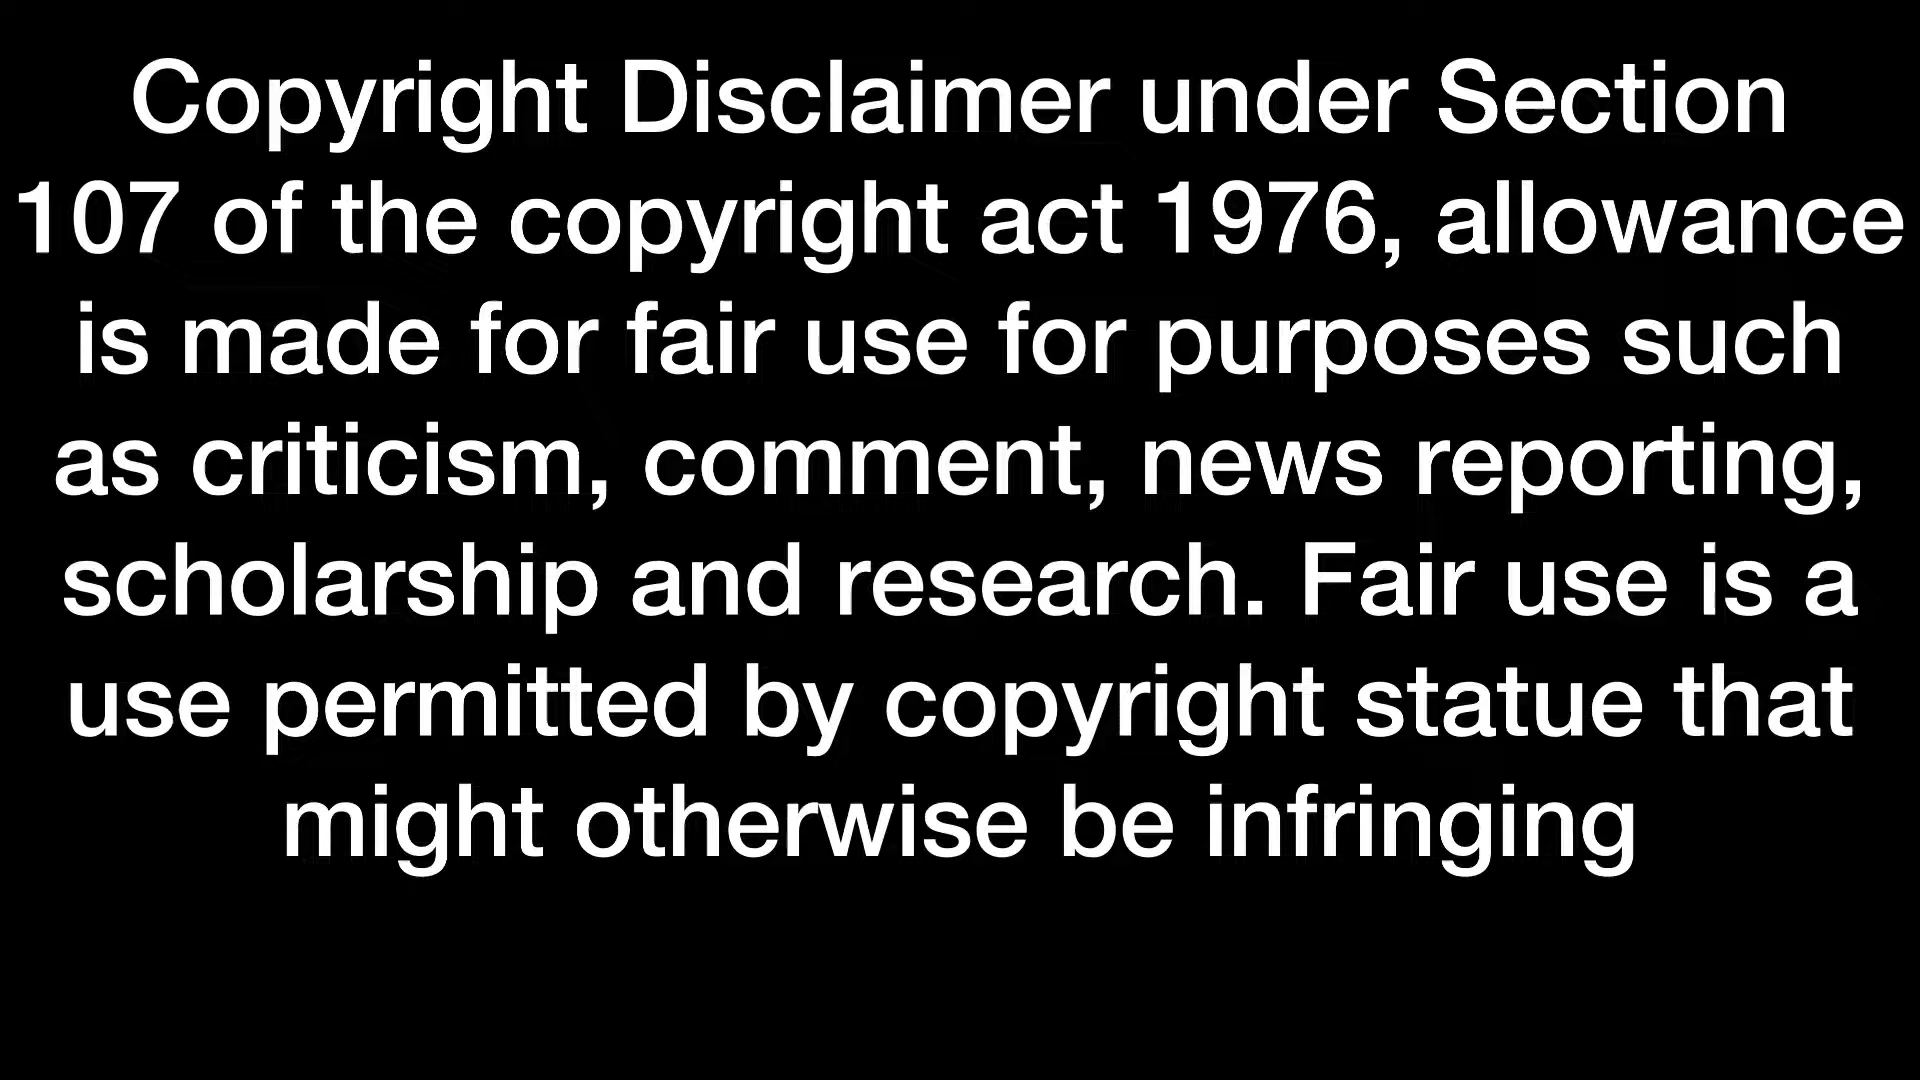 Copyright Disclaimer under Section
107 of the copyright act 1976, allowance
is made for fair use for purposes such
as criticism, comment, news reporting,
scholarship and research. Fair use is a
use permitted by copyright statue that
might otherwise be infringing